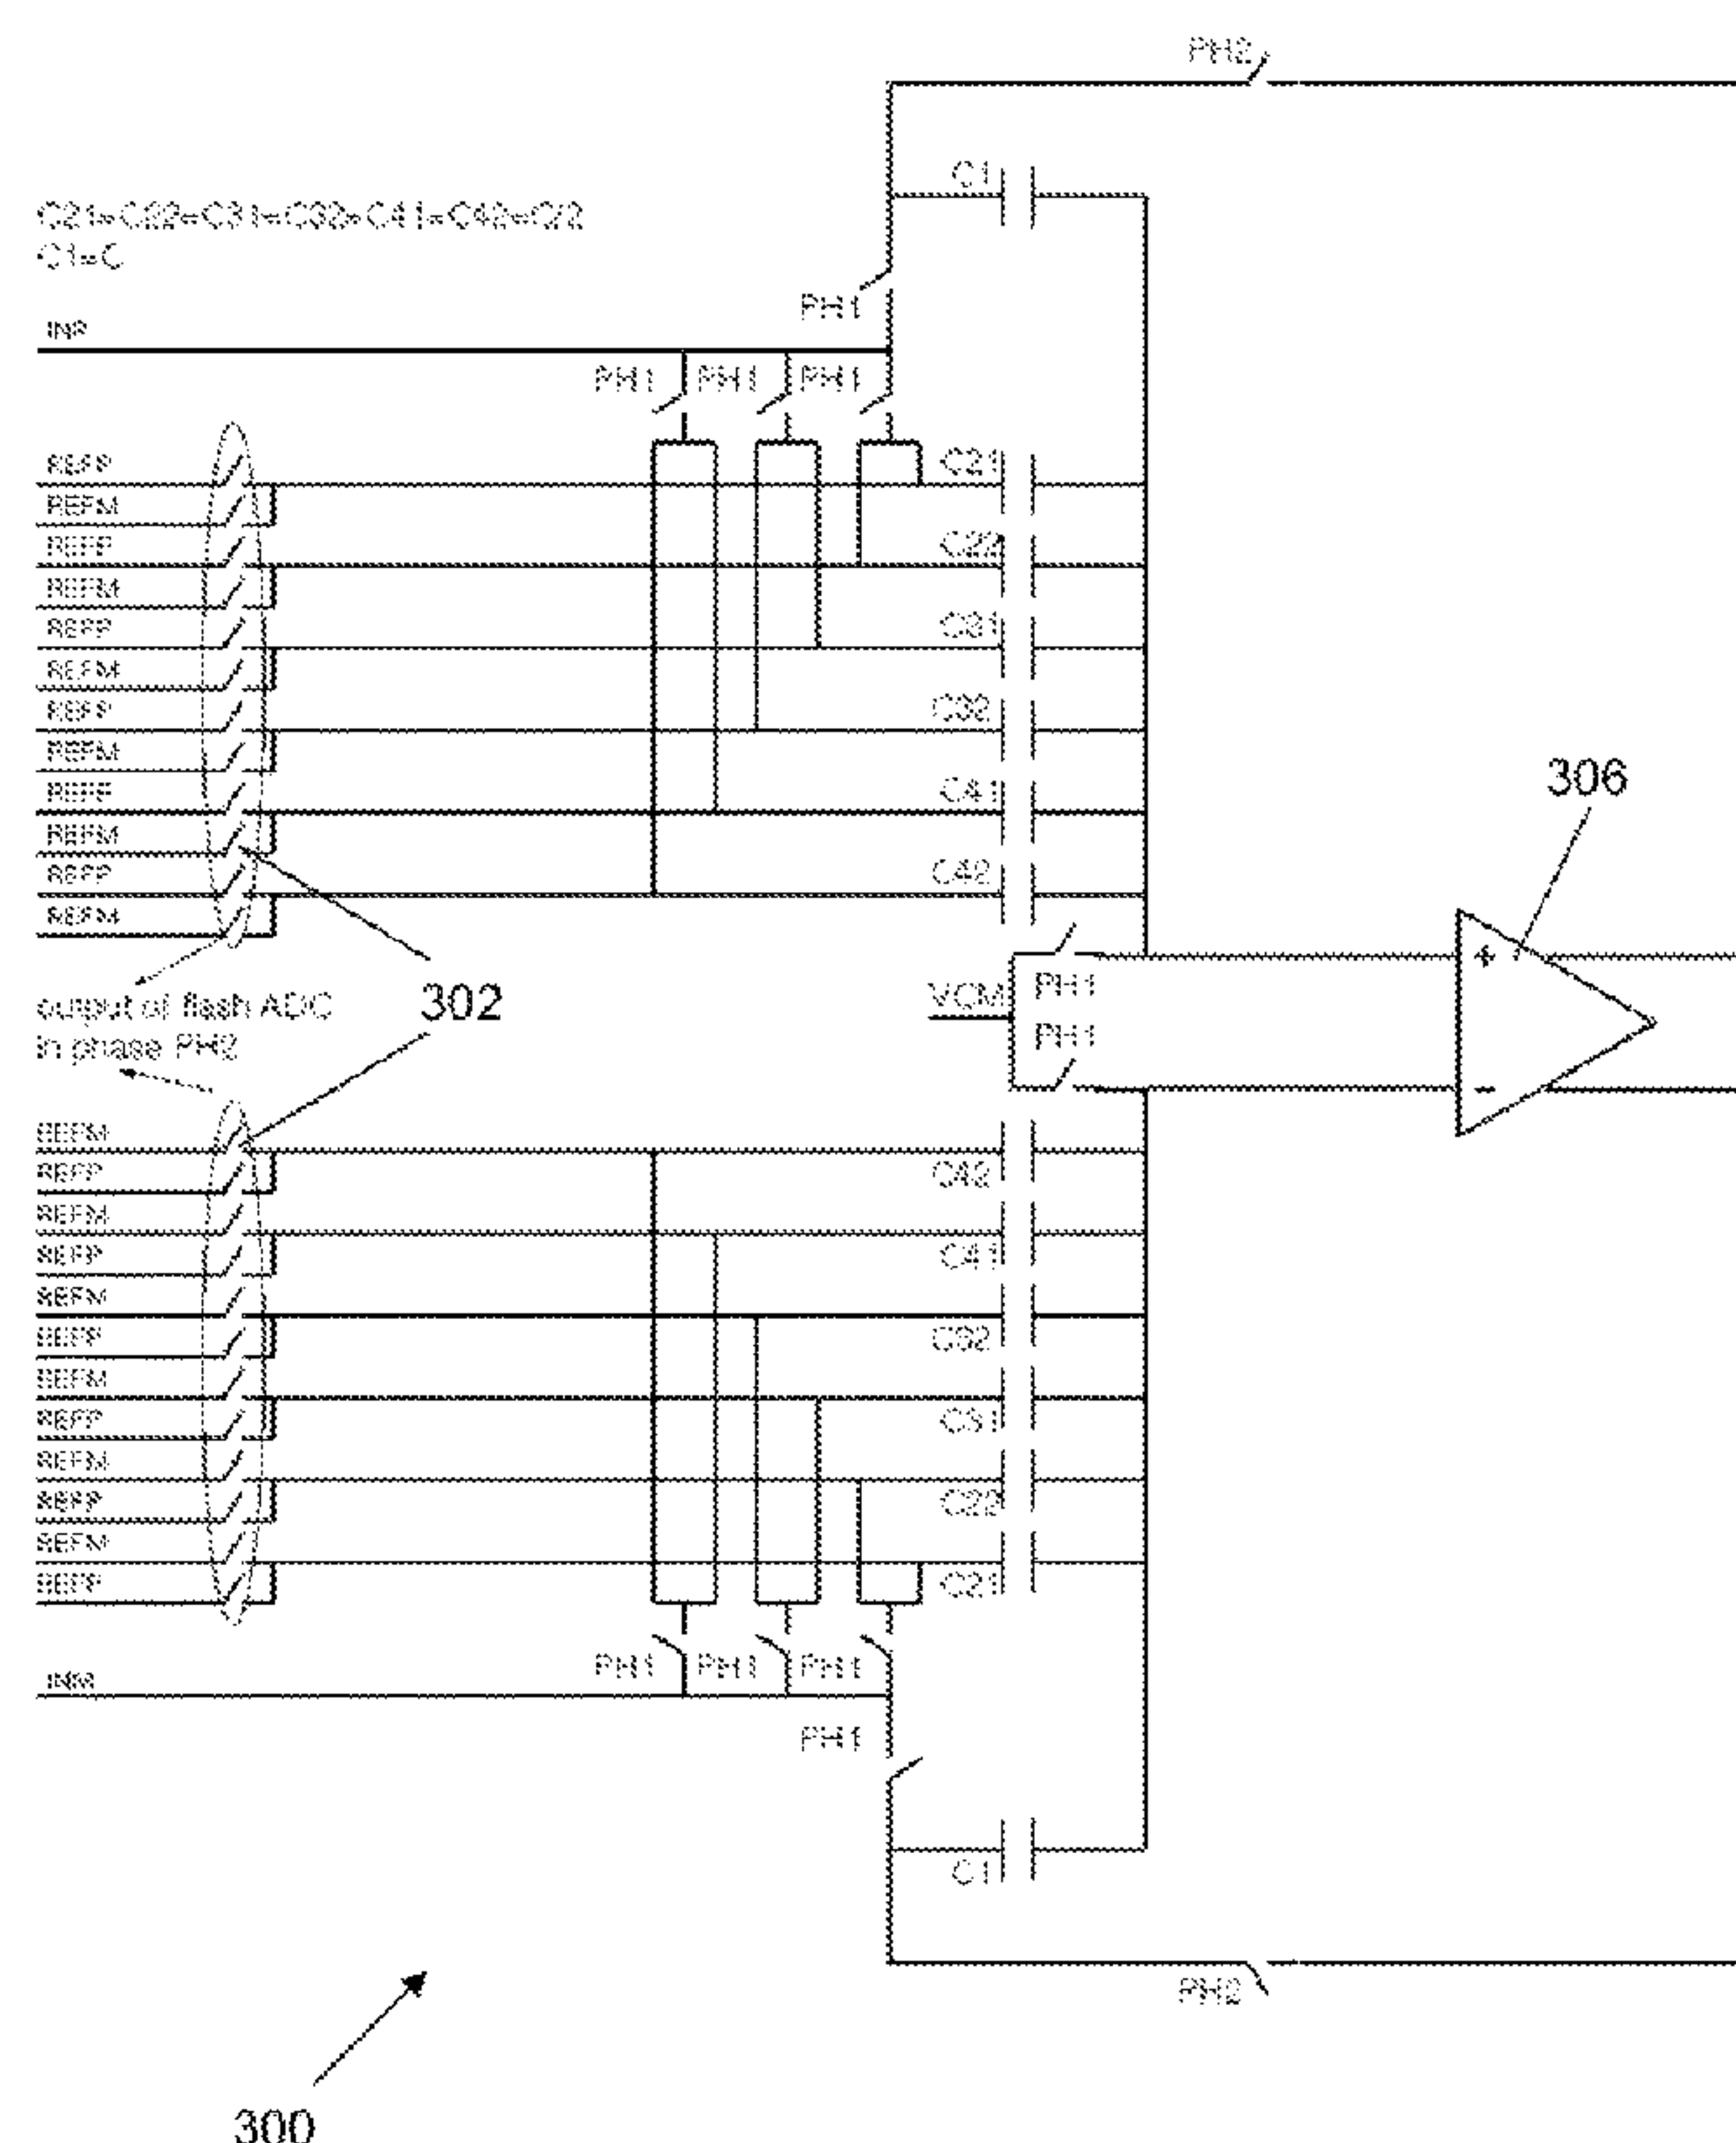 PH2
C1
C21=C22=C31=C32=C41=C42=C/2
C1=C
PH1
INP
PH1 PH1 PH1
REFP C21
REFM
REFP C22
REFM
REFP C31
REFM
REFP C32
REFM
306
REFP C41
REFM
REFP C42
REFM
+
output of flash ADC 302 VCM PH1
in phase PH2 PH1
-
REFM
REFP C42
REFM
REFP C41
REFM
REFP C32
REFM
REFP C31
REFM
REFP C22
REFM
REFP C21
PH1 PH1 PH1
INM
PH1
C1
PH2
300